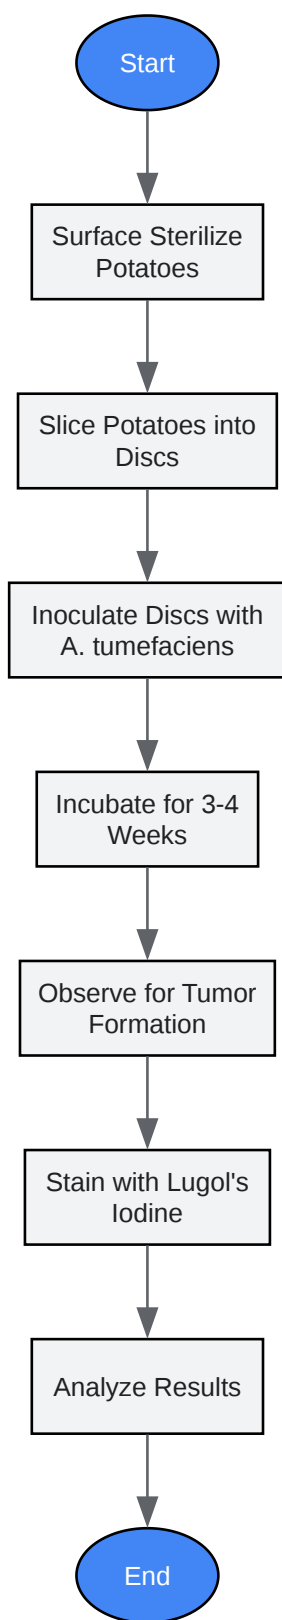 Start
Surface Sterilize
Potatoes
Slice Potatoes into
Discs
Inoculate Discs with
A. tumefaciens
Incubate for 3-4
Weeks
Observe for Tumor
Formation
Stain with Lugol's
Iodine
Analyze Results
End